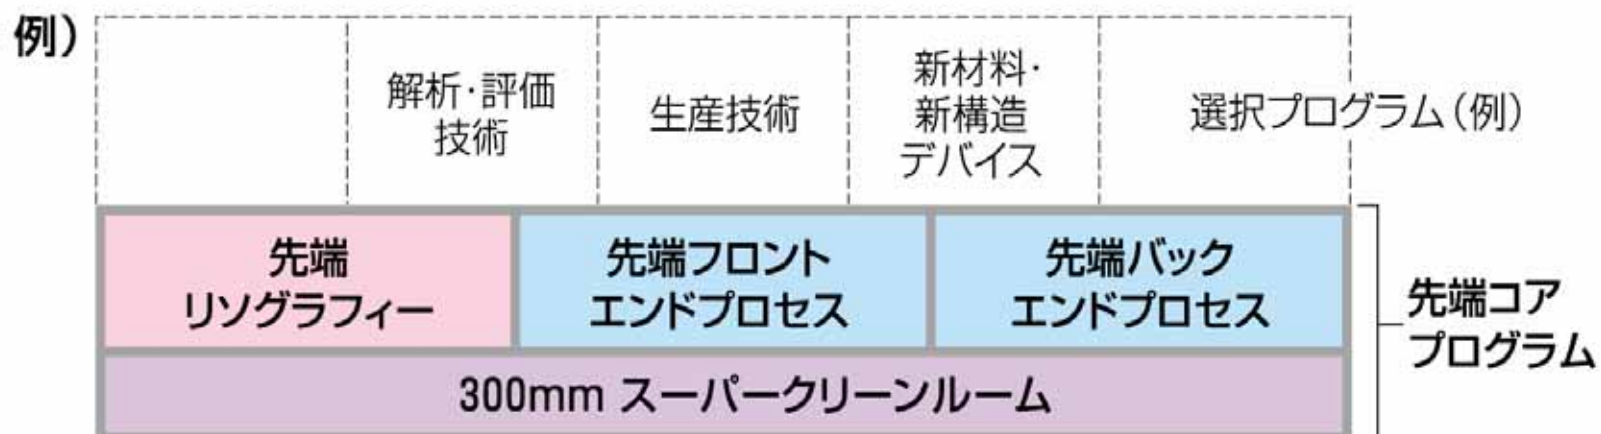 例)
解析・評価
技術
生産技術
新材料・
新構造
デバイス
選択プログラム(例)
先端
リソグラフィー
先端フロント
エンドプロセス
先端バック
エンドプロセス
先端コア
プログラム
300mm スーパークリーンルーム